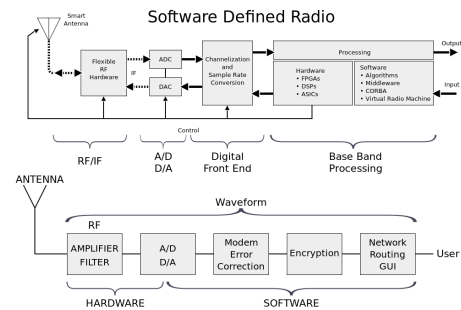 Software Defined Radio
Smart
Antenna
Flexible
RF
Hardware
IF
ADC
DAC
Channelization
and
Sample Rate
Conversion
Processing
Hardware
• FPGAs
• DSPs
• ASICs
Software
• Algorithms
• Middleware
• CORBA
• Virtual Radio Machine
Output
Input
Control
RF/IF
A/D
D/A
Digital
Front End
Base Band
Processing
ANTENNA
Waveform
RF
AMPLIFIER
FILTER
A/D
D/A
Modem
Error
Correction
Encryption
Network
Routing
GUI
User
HARDWARE
SOFTWARE